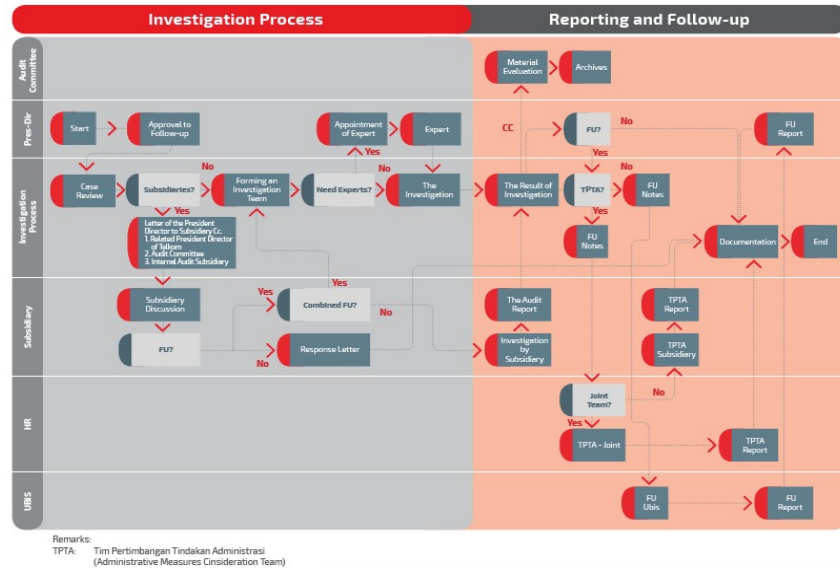 Investigation Process
Reporting and Follow-up
Audit
Committee
Material
Evaluation
Archives
Pres-Dir
Start
Approval to
Follow-up
Appointment
of Expert
Expert
Yes
CC
FU?
No
Yes
FU
Report
Investigation
Process
Case
Review
Subsidiaries?
No
Yes
Forming an
Investigation
Team
Need Experts?
No
The
Investigation
The Result of
Investigation
TPTA?
No
Yes
FU
Notes
FU
Notes
Documentation
End
Letter of the President
Director to Subsidiary Cc.
1. Related President Director
of Telkom
2. Audit Committee
3. Internal Audit Subsidiary
Subsidiary
Subsidiary
Discussion
FU?
Yes
No
Yes
Combined FU?
No
Response Letter
The Audit
Report
Investigation
by
Subsidiary
TPTA
Report
TPTA
Subsidiary
HR
Joint
Team?
No
Yes
TPTA - Joint
TPTA
Report
UBIS
FU
Ubis
FU
Report
Remarks:
TPTA: Tim Pertimbangan Tindakan Administrasi
(Administrative Measures Cinsideration Team)